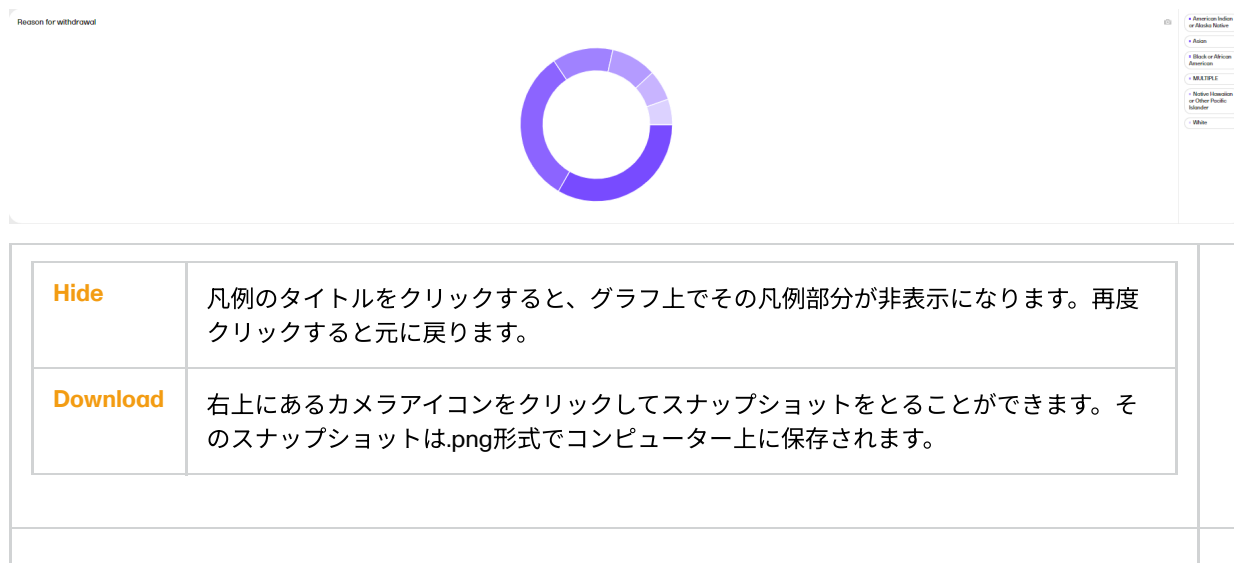 Reason for withdrawal
American Indian
or Alaska Native
Asian
Black or African
American
MULTIPLE
Native Hawaiian
or Other Pacific
Islander
White
Hide
凡例のタイトルをクリックすると、グラフ上でその凡例部分が非表示になります。再度
クリックすると元に戻ります。
Download
右上にあるカメラアイコンをクリックしてスナップショットをとることができます。そ
のスナップショットは.png形式でコンピューター上に保存されます。